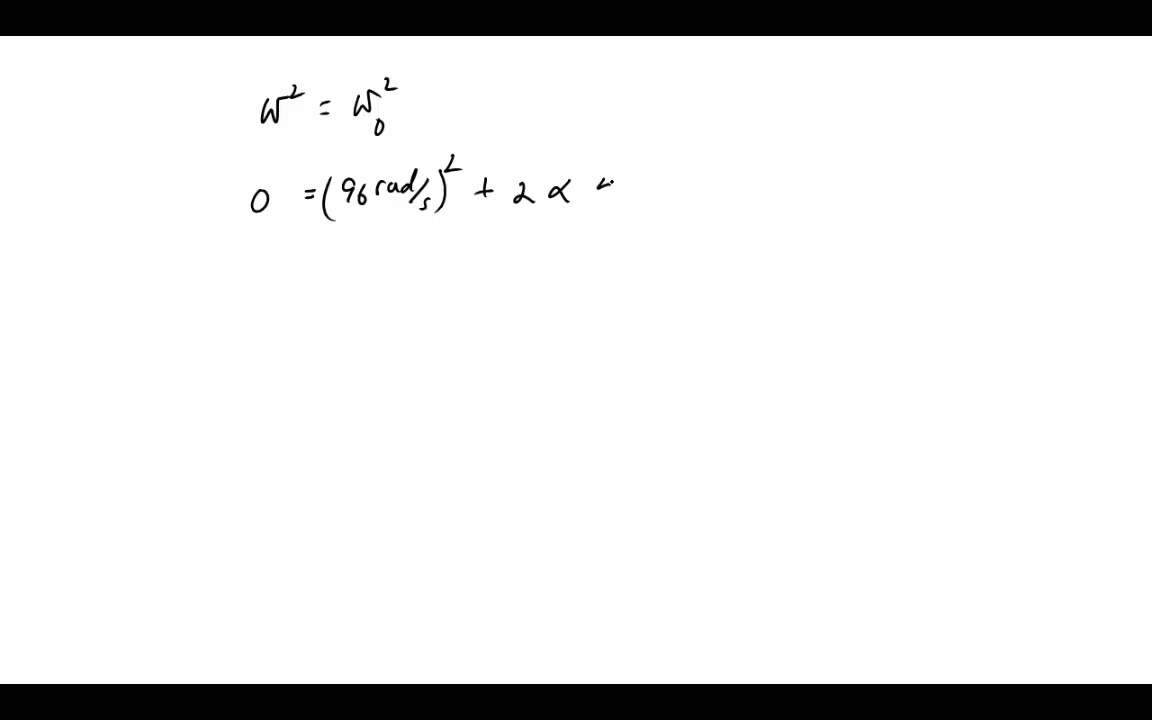 w² = w₀²
0 = (96 rad/s)² + 2 α